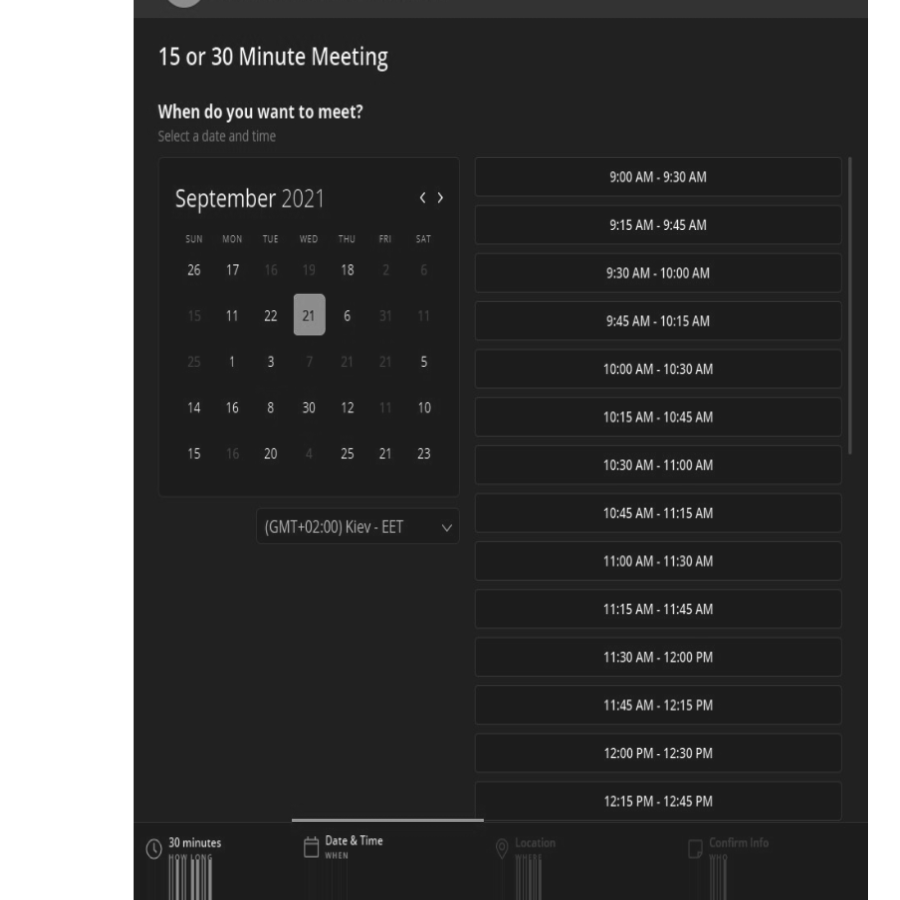 15 or 30 Minute Meeting
When do you want to meet?
Select a date and time
September 2021
SUN MON TUE WED THU FRI SAT
26 17 16 19 18 2 6
15 11 22 21 6 31 11
25 1 3 7 21 21 5
14 16 8 30 12 11 10
15 16 20 4 25 21 23
(GMT+02:00) Kiev - EET
9:00 AM - 9:30 AM
9:15 AM - 9:45 AM
9:30 AM - 10:00 AM
9:45 AM - 10:15 AM
10:00 AM - 10:30 AM
10:15 AM - 10:45 AM
10:30 AM - 11:00 AM
10:45 AM - 11:15 AM
11:00 AM - 11:30 AM
11:15 AM - 11:45 AM
11:30 AM - 12:00 PM
11:45 AM - 12:15 PM
12:00 PM - 12:30 PM
12:15 PM - 12:45 PM
30 minutes
HOW LONG
Date & Time
WHEN
Location
WHERE
Confirm Info
WHO